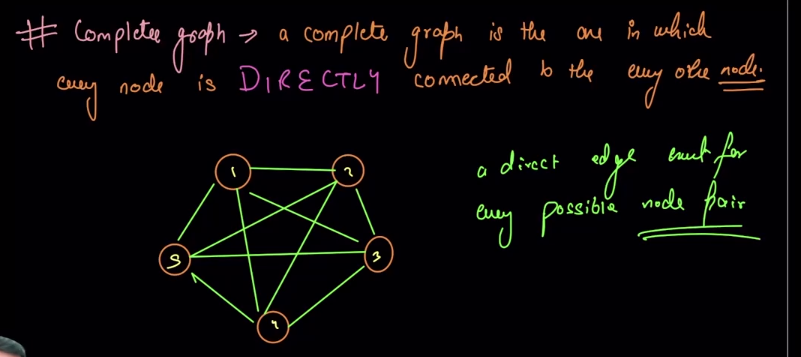 # Complete graph → a complete graph is the one in which
every node is DIRECTLY connected to the every other node.
a direct edge exist for
every possible node pair
1
2
5
3
4